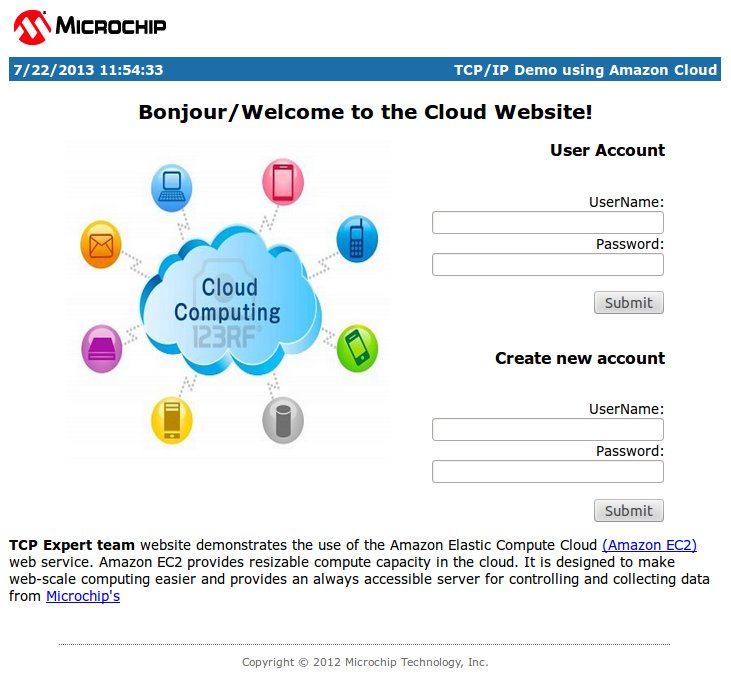 MICROCHIP
7/22/2013 11:54:33 TCP/IP Demo using Amazon Cloud
Bonjour/Welcome to the Cloud Website!
User Account
UserName:
Password:
Submit
Cloud
Computing
123RF
Create new account
UserName:
Password:
Submit
TCP Expert team website demonstrates the use of the Amazon Elastic Compute Cloud (Amazon EC2)
web service. Amazon EC2 provides resizable compute capacity in the cloud. It is designed to make
web-scale computing easier and provides an always accessible server for controlling and collecting data
from Microchip's
Copyright © 2012 Microchip Technology, Inc.